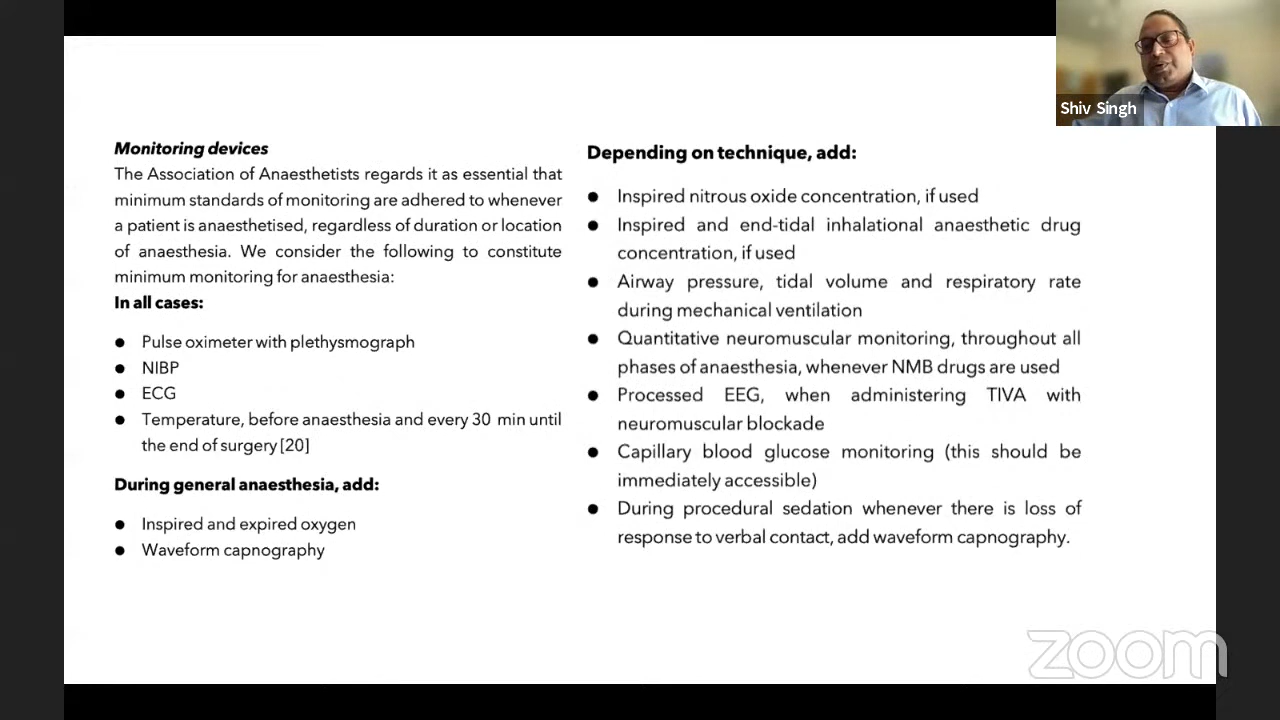 Shiv Singh
Monitoring devices
The Association of Anaesthetists regards it as essential that
minimum standards of monitoring are adhered to whenever
a patient is anaesthetised, regardless of duration or location
of anaesthesia. We consider the following to constitute
minimum monitoring for anaesthesia:
In all cases:
● Pulse oximeter with plethysmograph
● NIBP
● ECG
● Temperature, before anaesthesia and every 30 min until
the end of surgery [20]
During general anaesthesia, add:
● Inspired and expired oxygen
● Waveform capnography
Depending on technique, add:
● Inspired nitrous oxide concentration, if used
● Inspired and end-tidal inhalational anaesthetic drug
concentration, if used
● Airway pressure, tidal volume and respiratory rate
during mechanical ventilation
● Quantitative neuromuscular monitoring, throughout all
phases of anaesthesia, whenever NMB drugs are used
● Processed EEG, when administering TIVA with
neuromuscular blockade
● Capillary blood glucose monitoring (this should be
immediately accessible)
● During procedural sedation whenever there is loss of
response to verbal contact, add waveform capnography.
zoom